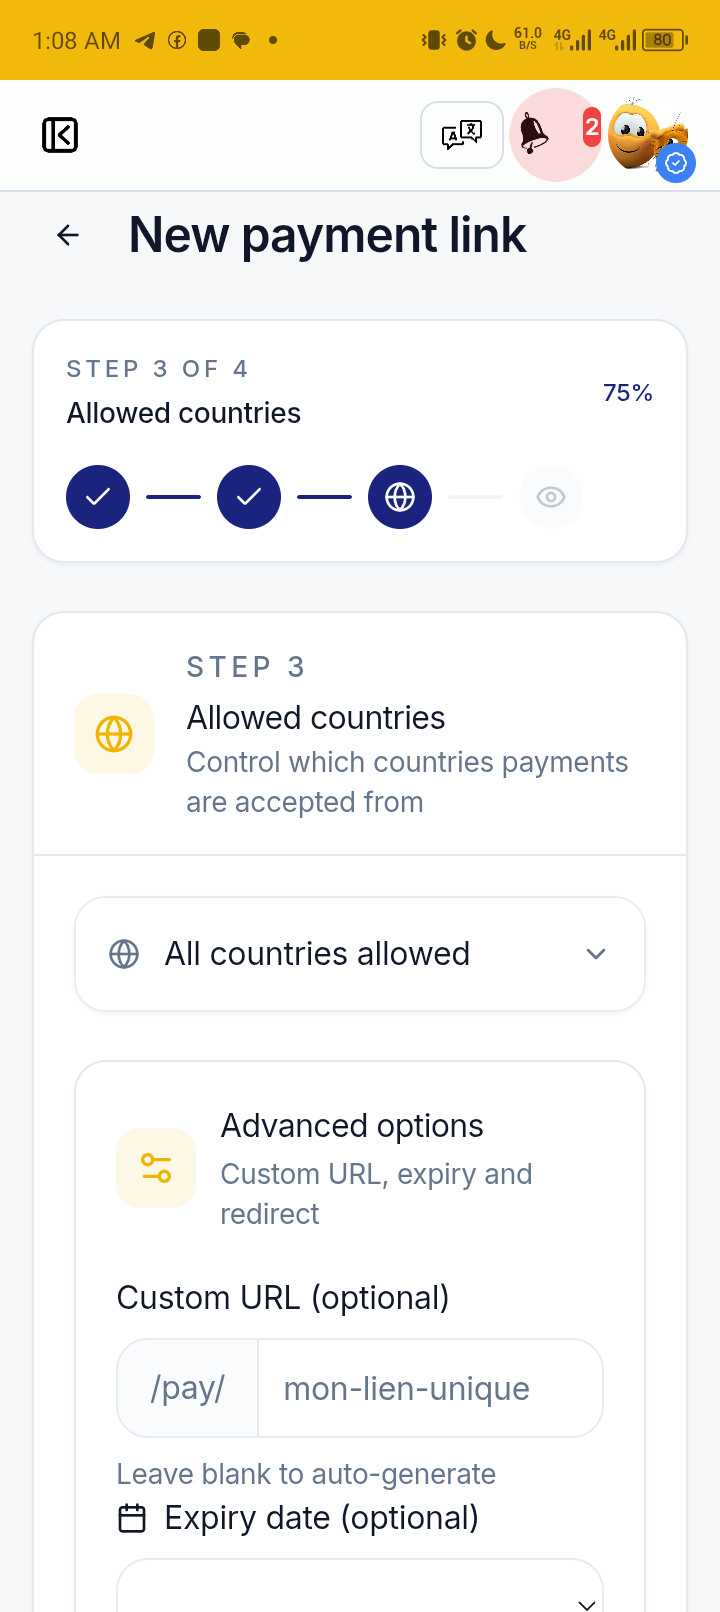 1:08 AM
61.0
B/S
4G
4G
80
A 文
2
New payment link
STEP 3 OF 4
Allowed countries
75%
STEP 3
Allowed countries
Control which countries payments
are accepted from
All countries allowed
Advanced options
Custom URL, expiry and
redirect
Custom URL (optional)
/pay/
mon-lien-unique
Leave blank to auto-generate
Expiry date (optional)